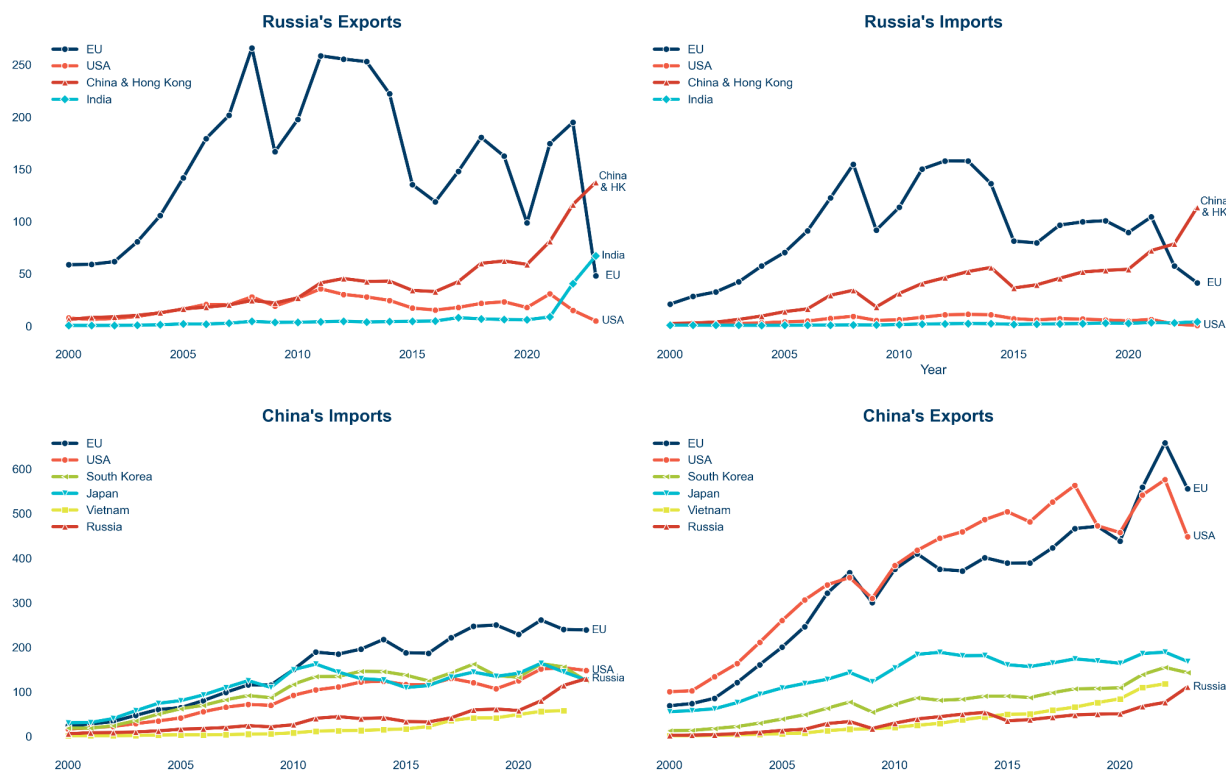 Russia's Exports
EU
USA
China & Hong Kong
India
250
200
150
100
50
0
China
& HK
India
EU
USA
2000
2005
2010
2015
2020
Russia's Imports
EU
USA
China & Hong Kong
India
China
& HK
EU
USA
2000
2005
2010
2015
2020
Year
China's Imports
EU
USA
South Korea
Japan
Vietnam
Russia
600
500
400
300
200
100
0
EU
USA
Russia
2000
2005
2010
2015
2020
China's Exports
EU
USA
South Korea
Japan
Vietnam
Russia
EU
USA
Russia
2000
2005
2010
2015
2020